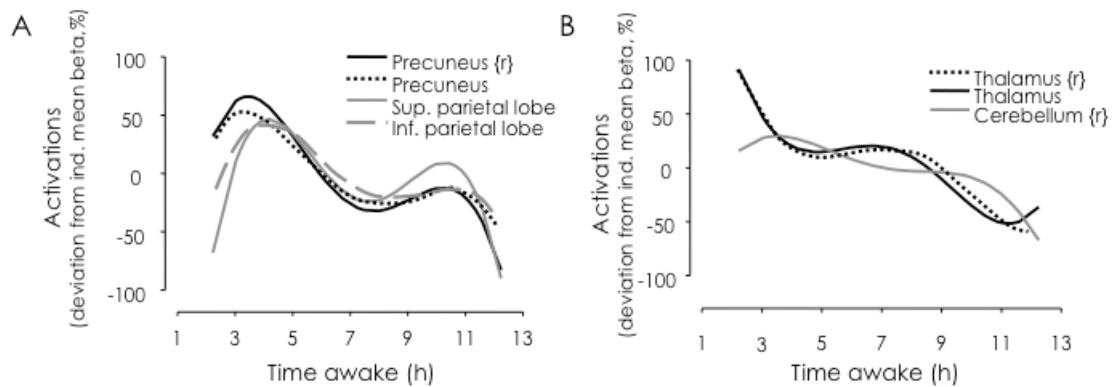 A
Activations
(deviation from ind. mean beta, %)
100
50
0
-50
-100
Precuneus {r}
Precuneus
Sup. parietal lobe
Inf. parietal lobe
1 3 5 7 9 11 13
Time awake (h)
B
Activations
(deviation from ind. mean beta, %)
100
50
0
-50
-100
Thalamus {r}
Thalamus
Cerebellum {r}
1 3 5 7 9 11 13
Time awake (h)